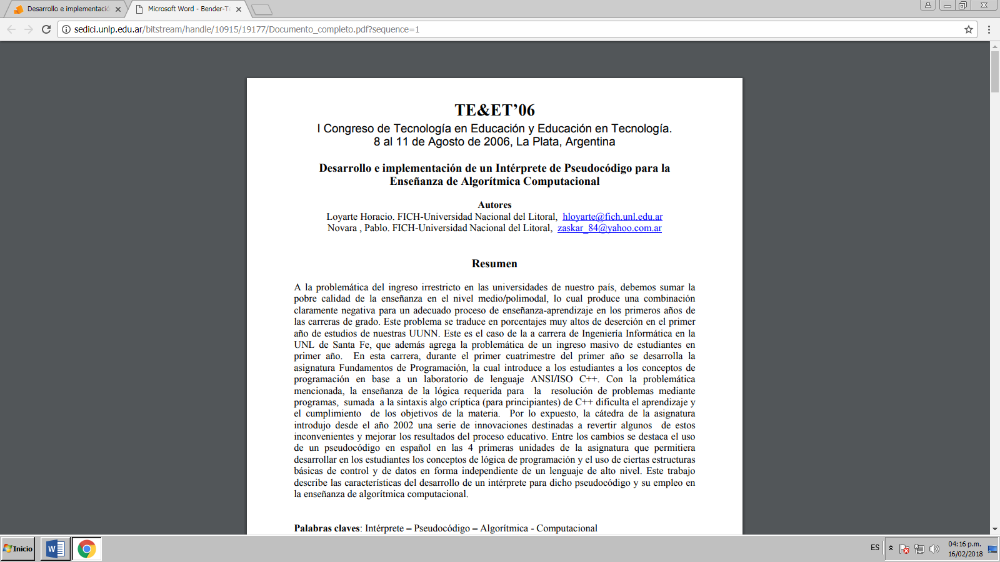 Desarrollo e implementació
Microsoft Word - Bender-Te
sedici.unlp.edu.ar/bitstream/handle/10915/19177/Documento_completo.pdf?sequence=1
TE&ET’06
I Congreso de Tecnología en Educación y Educación en Tecnología.
8 al 11 de Agosto de 2006, La Plata, Argentina
Desarrollo e implementación de un Intérprete de Pseudocódigo para la
Enseñanza de Algorítmica Computacional
Autores
Loyarte Horacio. FICH-Universidad Nacional del Litoral, hloyarte@fich.unl.edu.ar
Novara , Pablo. FICH-Universidad Nacional del Litoral, zaskar_84@yahoo.com.ar
Resumen
A la problemática del ingreso irrestricto en las universidades de nuestro país, debemos sumar la
pobre calidad de la enseñanza en el nivel medio/polimodal, lo cual produce una combinación
claramente negativa para un adecuado proceso de enseñanza-aprendizaje en los primeros años de
las carreras de grado. Este problema se traduce en porcentajes muy altos de deserción en el primer
año de estudios de nuestras UUNN. Este es el caso de la a carrera de Ingeniería Informática en la
UNL de Santa Fe, que además agrega la problemática de un ingreso masivo de estudiantes en
primer año. En esta carrera, durante el primer cuatrimestre del primer año se desarrolla la
asignatura Fundamentos de Programación, la cual introduce a los estudiantes a los conceptos de
programación en base a un laboratorio de lenguaje ANSI/ISO C++. Con la problemática
mencionada, la enseñanza de la lógica requerida para la resolución de problemas mediante
programas, sumada a la sintaxis algo críptica (para principiantes) de C++ dificulta el aprendizaje y
el cumplimiento de los objetivos de la materia. Por lo expuesto, la cátedra de la asignatura
introdujo desde el año 2002 una serie de innovaciones destinadas a revertir algunos de estos
inconvenientes y mejorar los resultados del proceso educativo. Entre los cambios se destaca el uso
de un pseudocódigo en español en las 4 primeras unidades de la asignatura que permitiera
desarrollar en los estudiantes los conceptos de lógica de programación y el uso de ciertas estructuras
básicas de control y de datos en forma independiente de un lenguaje de alto nivel. Este trabajo
describe las características del desarrollo de un intérprete para dicho pseudocódigo y su empleo en
la enseñanza de algorítmica computacional.
Palabras claves: Intérprete – Pseudocódigo – Algorítmica - Computacional
Inicio
ES
04:16 p.m.
16/02/2018